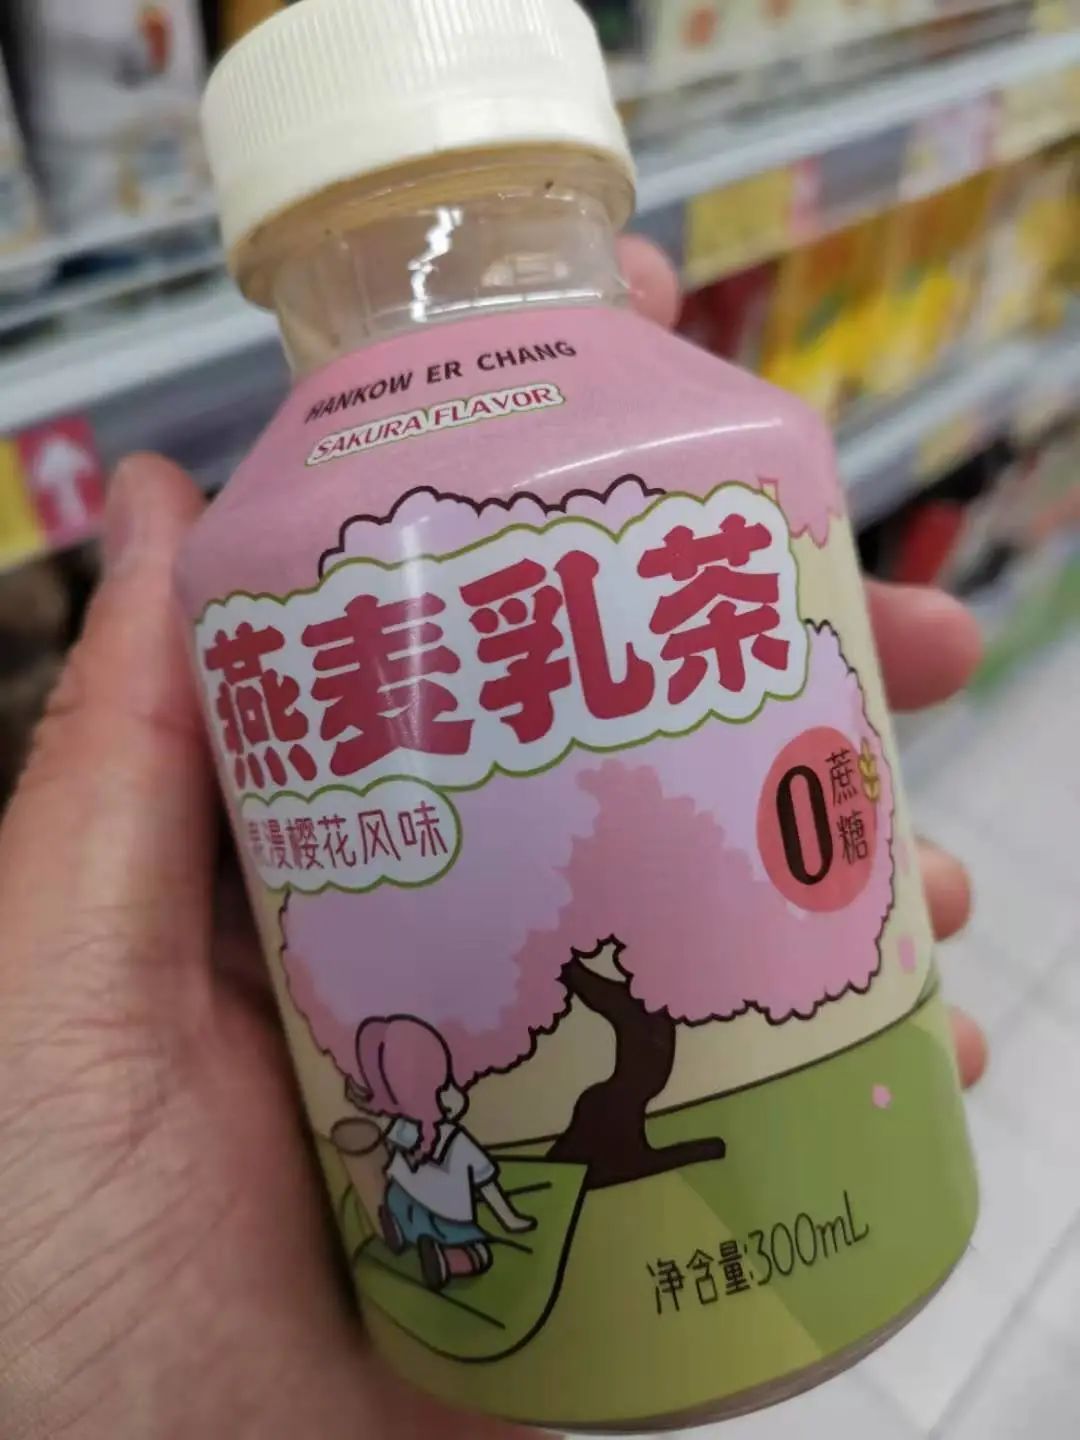 HANKOW ER CHANG
SAKURA FLAVOR
燕麦乳茶
浪漫樱花风味
0蔗糖
净含量:300mL